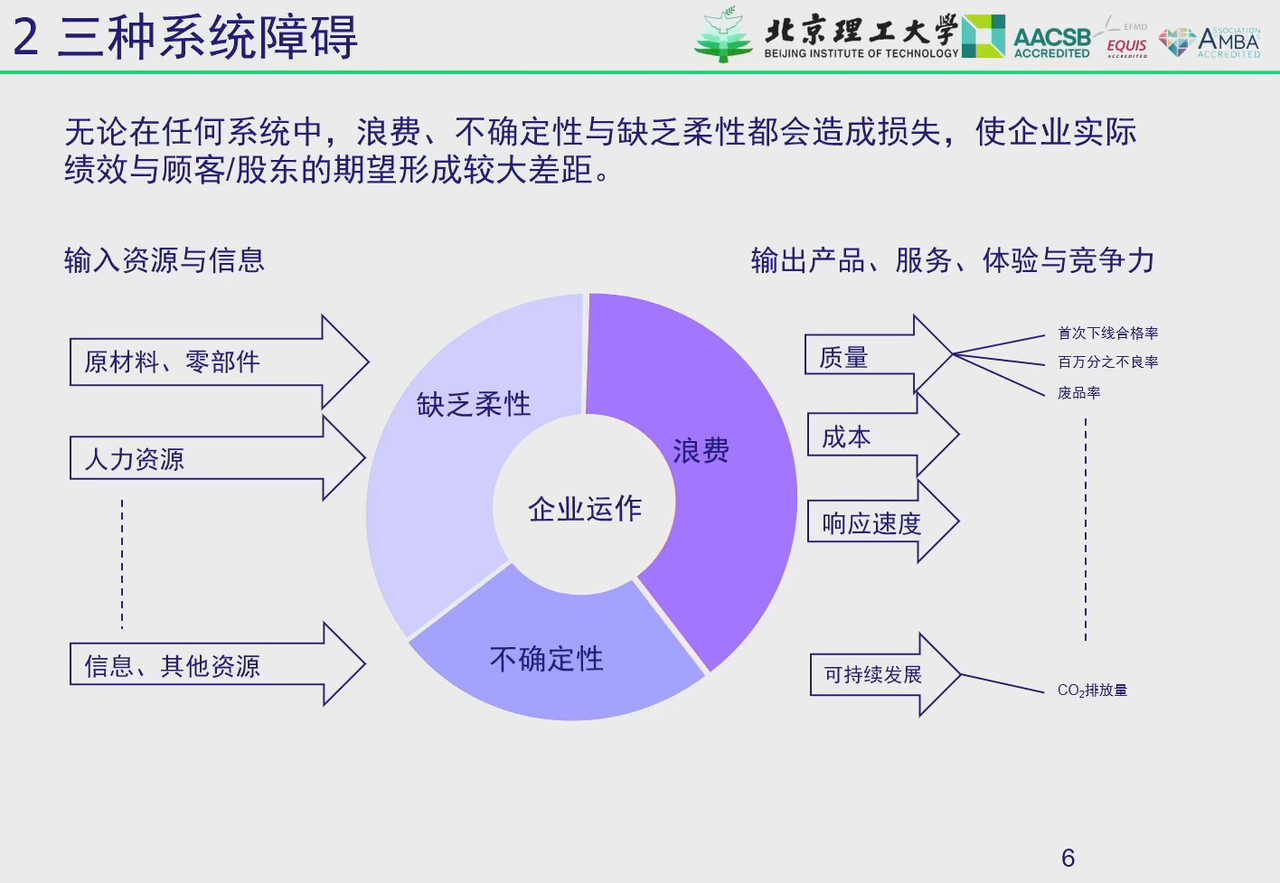 2 三种系统障碍
北京理工大学
BEIJING INSTITUTE OF TECHNOLOGY
AACSB
ACCREDITED
EFMD
EQUIS
ACCREDITED
ASSOCIATION
AMBA
ACCREDITED
无论在任何系统中，浪费、不确定性与缺乏柔性都会造成损失，使企业实际
绩效与顾客/股东的期望形成较大差距。
输入资源与信息
输出产品、服务、体验与竞争力
原材料、零部件
人力资源
信息、其他资源
缺乏柔性
浪费
企业运作
不确定性
质量
首次下线合格率
百万分之不良率
废品率
成本
响应速度
可持续发展
CO₂排放量
6